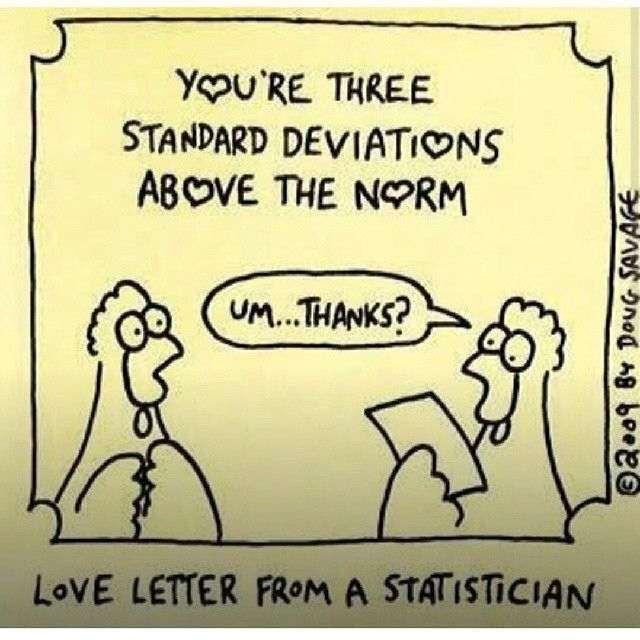 YOU'RE THREE
STANDARD DEVIATIONS
ABOVE THE NORM
UM...THANKS?
©2009 BY DOUG SAVAGE
LOVE LETTER FROM A STATISTICIAN